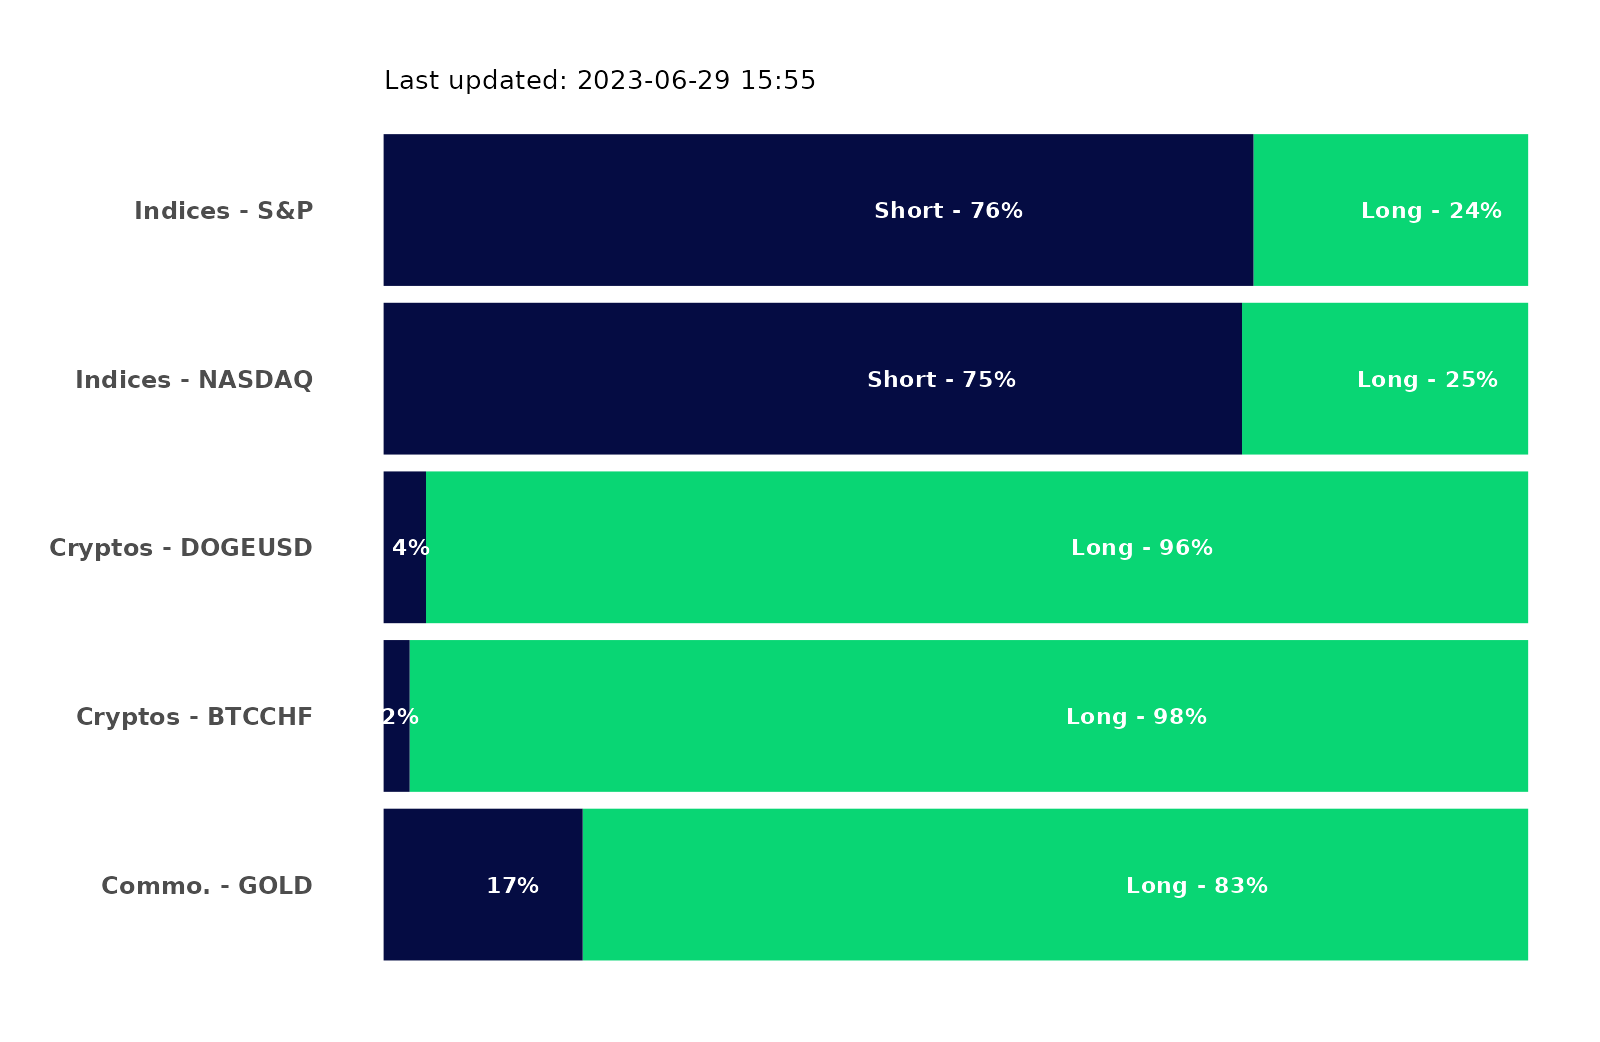 Last updated: 2023-06-29 15:55
Indices - S&P Short - 76% Long - 24%
Indices - NASDAQ Short - 75% Long - 25%
Cryptos - DOGEUSD 4% Long - 96%
Cryptos - BTCCHF 2% Long - 98%
Commo. - GOLD 17% Long - 83%